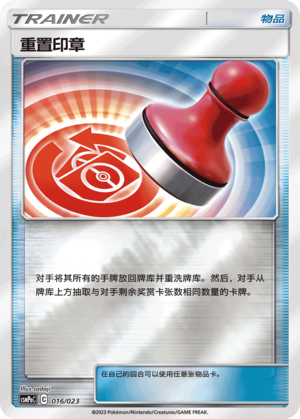 TRAINER
物品
重置印章
对手将其所有的手牌放回牌库并重洗牌库。然后，对手从
牌库上方抽取与对手剩余奖赏卡张数相同数量的卡牌。
Illus.sadaji
在自己的回合可以使用任意张物品卡。
CSMPbC C 016/023
©2023 Pokémon/Nintendo/Creatures/GAME FREAK.